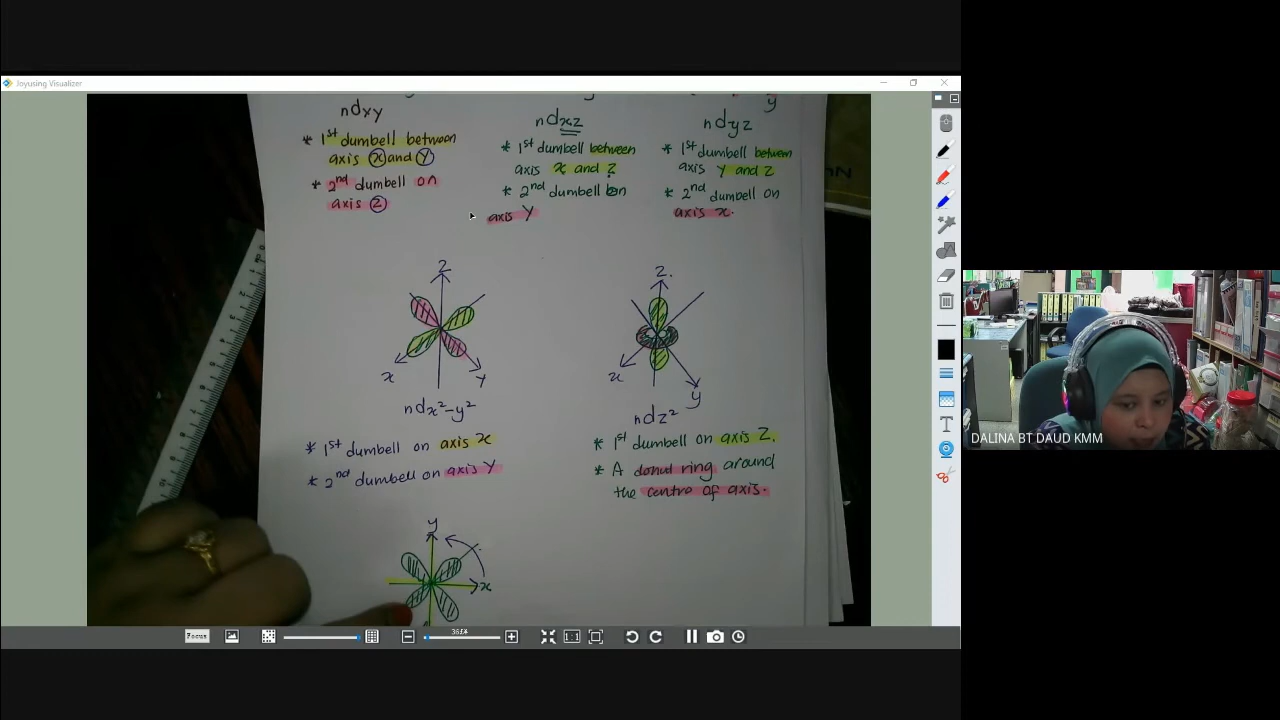 Joyusing Visualizer
y
ndxy
* 1st dumbell between
axis x and y
* 2nd dumbell on
axis z
ndxz
* 1st dumbell between
axis x and z
* 2nd dumbell on
axis y
ndyz
* 1st dumbell between
axis y and z
* 2nd dumbell on
axis x.
z
x
y
ndx²-y²
* 1st dumbell on axis x
* 2nd dumbell on axis y
z.
x
y
ndz²
* 1st dumbell on axis z.
* A donut ring around
the centre of axis.
y
x
Focus
1:1
T
DALINA BT DAUD KMM